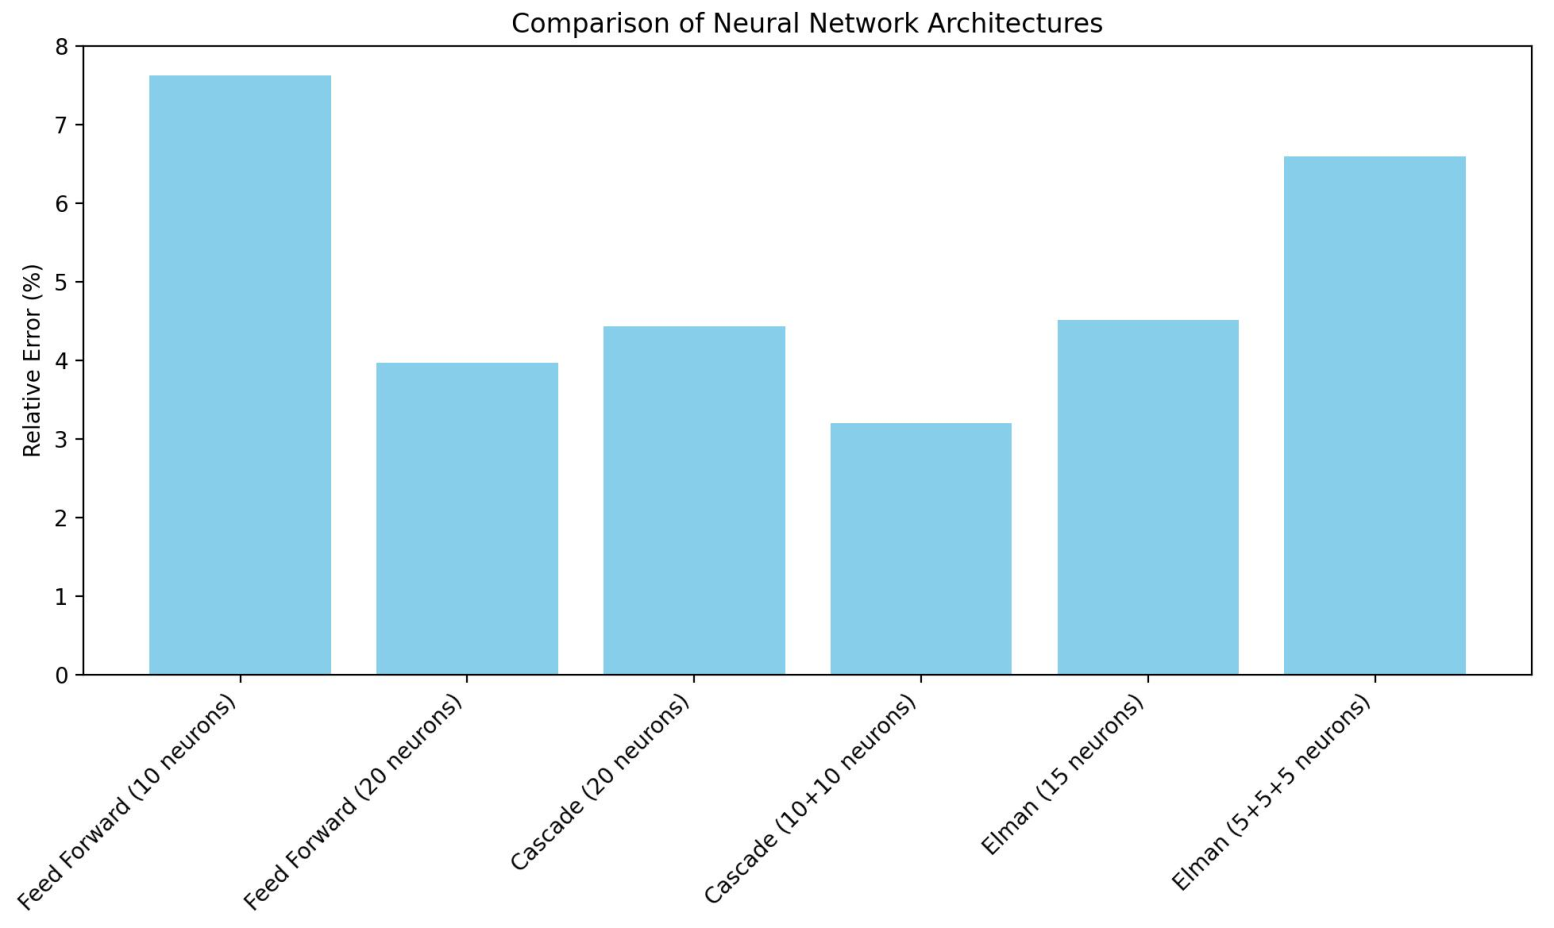 Comparison of Neural Network Architectures
Relative Error (%)
8
7
6
5
4
3
2
1
0
Feed Forward (10 neurons)
Feed Forward (20 neurons)
Cascade (20 neurons)
Cascade (10+10 neurons)
Elman (15 neurons)
Elman (5+5+5 neurons)